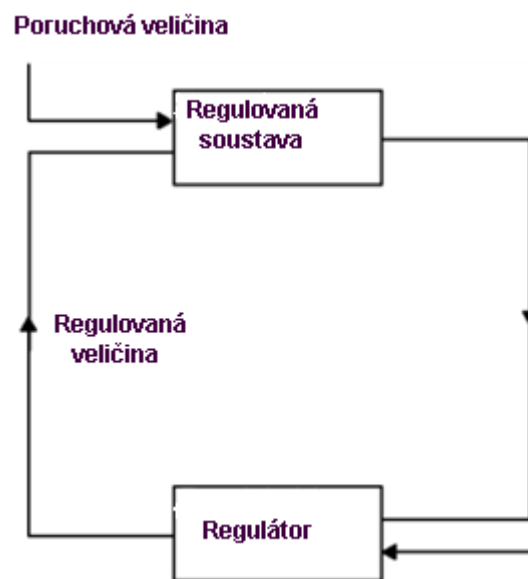 Poruchová veličina
Regulovaná
soustava
Regulovaná
veličina
Regulátor